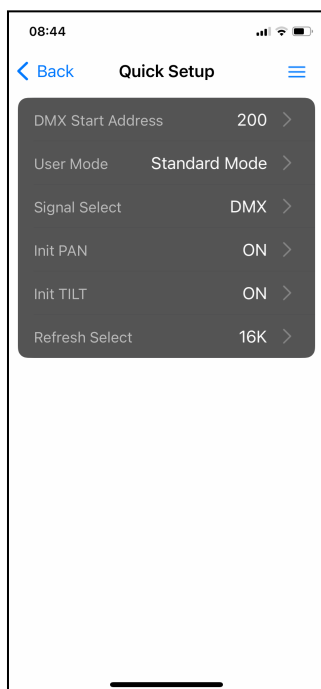 08:44
Back Quick Setup
DMX Start Address 200
User Mode Standard Mode
Signal Select DMX
Init PAN ON
Init TILT ON
Refresh Select 16K